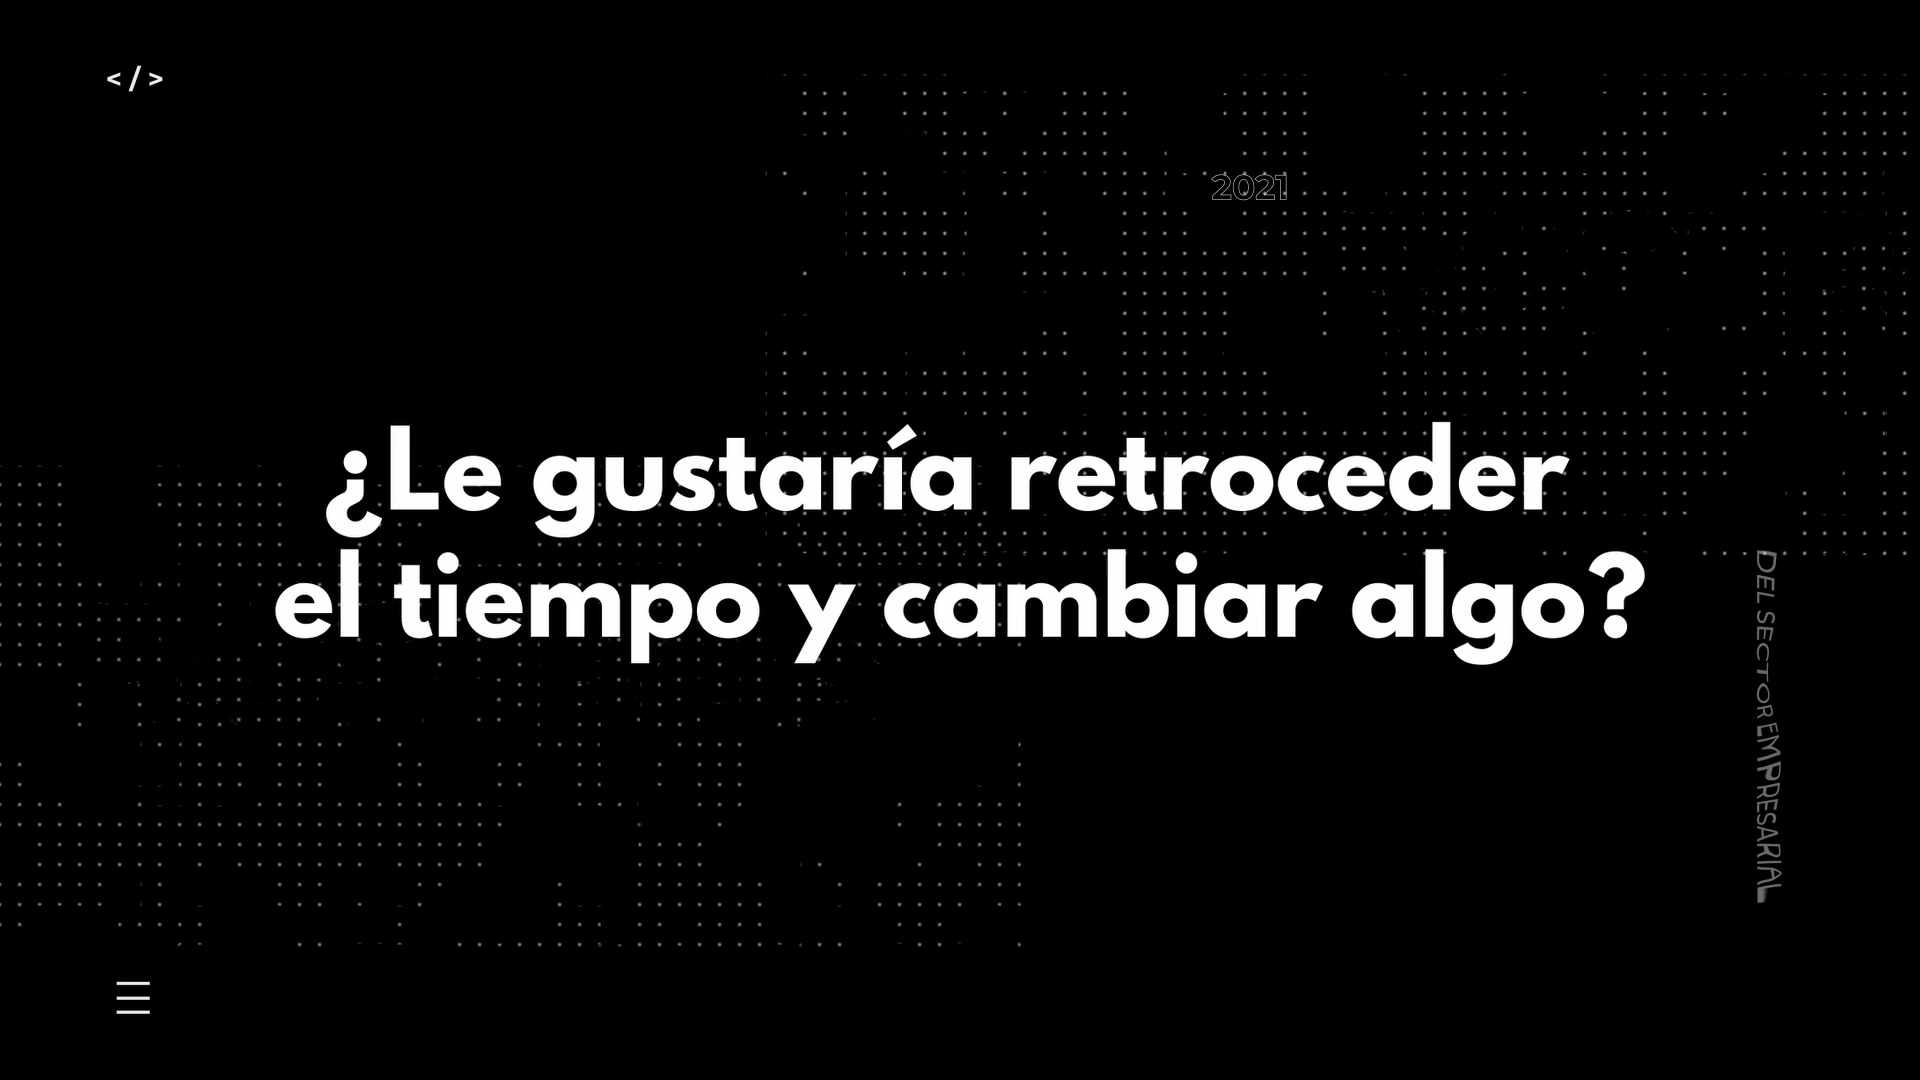 </>
2021
¿Le gustaría retroceder
el tiempo y cambiar algo?
DEL SECTOR EMPRESARIAL